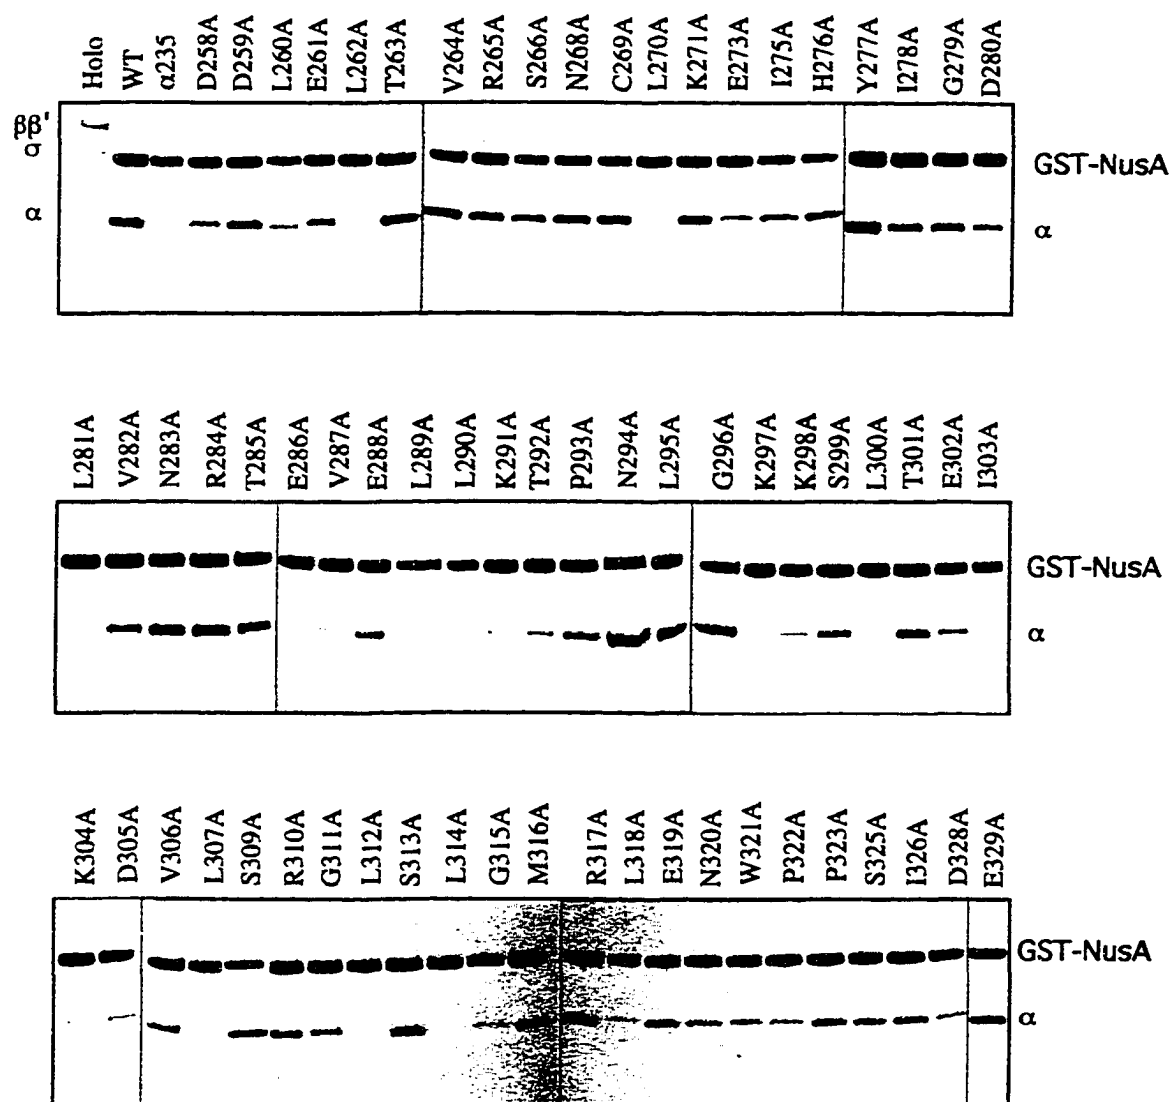 Holo WT α235 D258A D259A L260A E261A L262A T263A V264A R265A S266A N268A C269A L270A K271A E273A I275A H276A Y277A I278A G279A D280A
ββ'
σ
GST-NusA
α
α
L281A V282A N283A R284A T285A E286A V287A E288A L289A L290A K291A T292A P293A N294A L295A G296A K297A K298A S299A L300A T301A E302A I303A
GST-NusA
α
K304A D305A V306A L307A S309A R310A G311A L312A S313A L314A G315A M316A R317A L318A E319A N320A W321A P322A P323A S325A I326A D328A E329A
GST-NusA
α